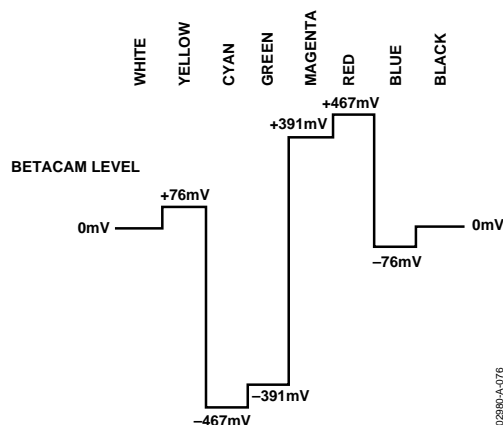 WHITE
YELLOW
CYAN
GREEN
MAGENTA
RED
BLUE
BLACK
+467mV
+391mV
BETACAM LEVEL
+76mV
0mV
0mV
–76mV
–391mV
–467mV
02980-A-076